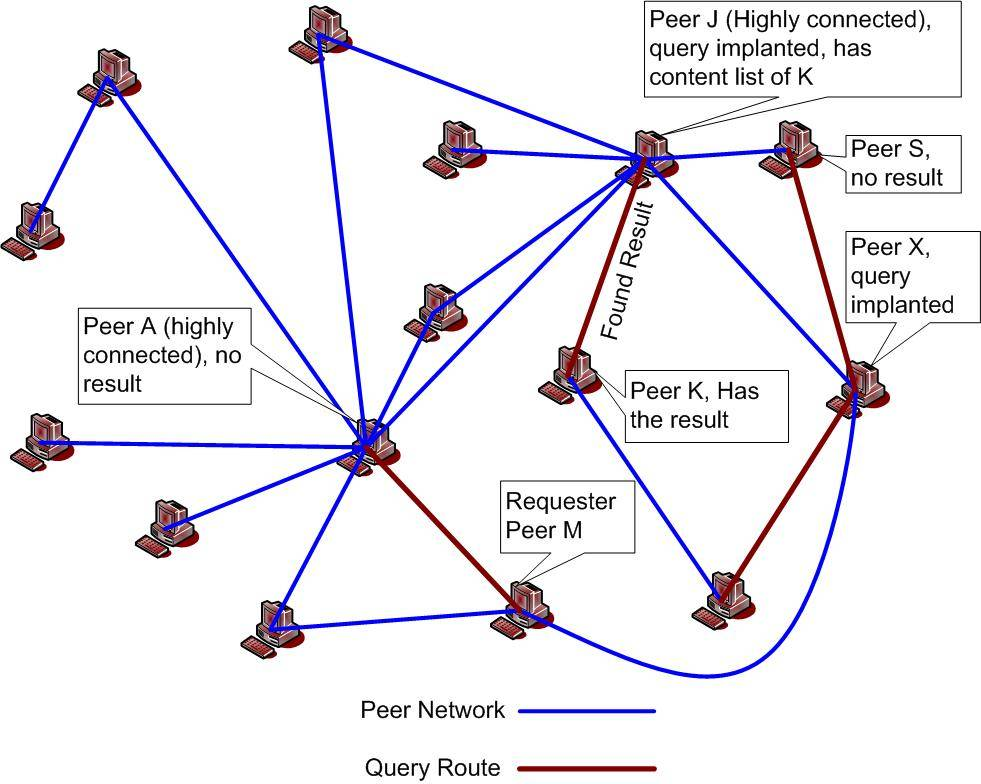 Peer J (Highly connected),
query implanted, has
content list of K
Peer S,
no result
Peer X,
query
implanted
Found Result
Peer A (highly
connected), no
result
Peer K, Has
the result
Requester
Peer M
Peer Network
Query Route